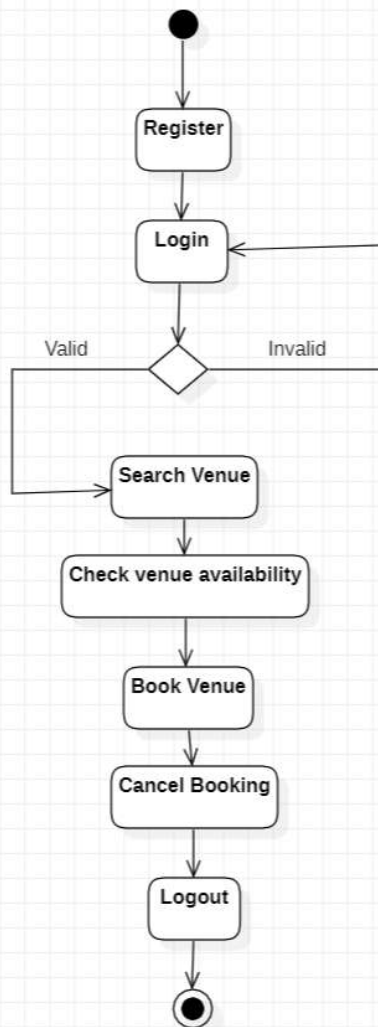 Register
Login
Valid
Invalid
Search Venue
Check venue availability
Book Venue
Cancel Booking
Logout